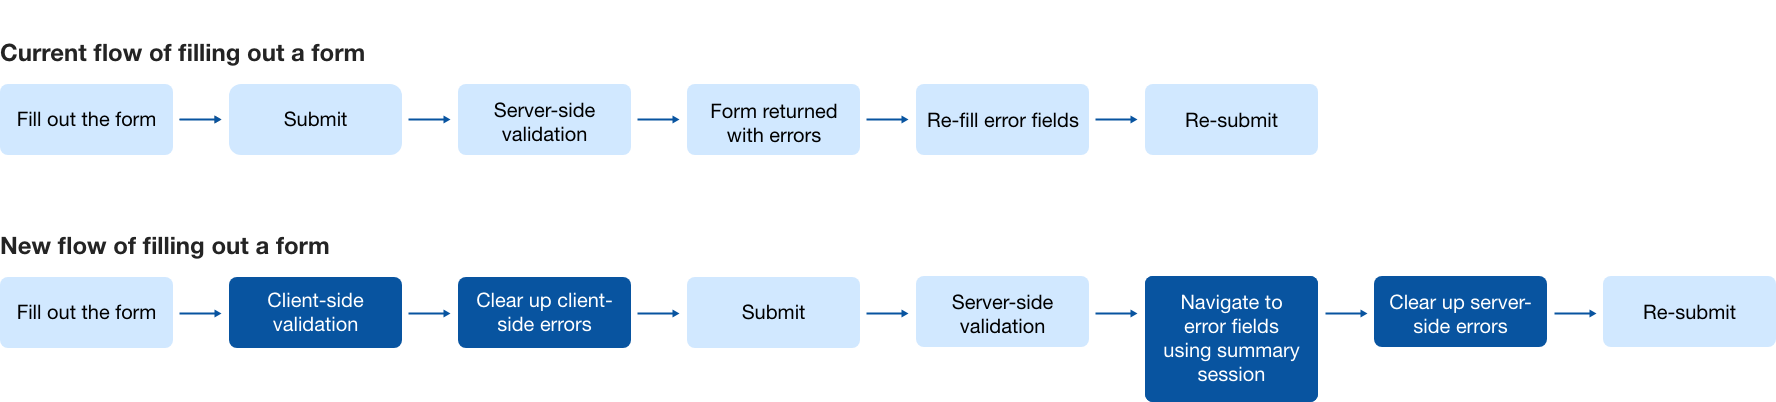 Current flow of filling out a form
Fill out the form
Submit
Server-side
validation
Form returned
with errors
Re-fill error fields
Re-submit
New flow of filling out a form
Fill out the form
Client-side
validation
Clear up client-
side errors
Submit
Server-side
validation
Navigate to
error fields
using summary
session
Clear up server-
side errors
Re-submit